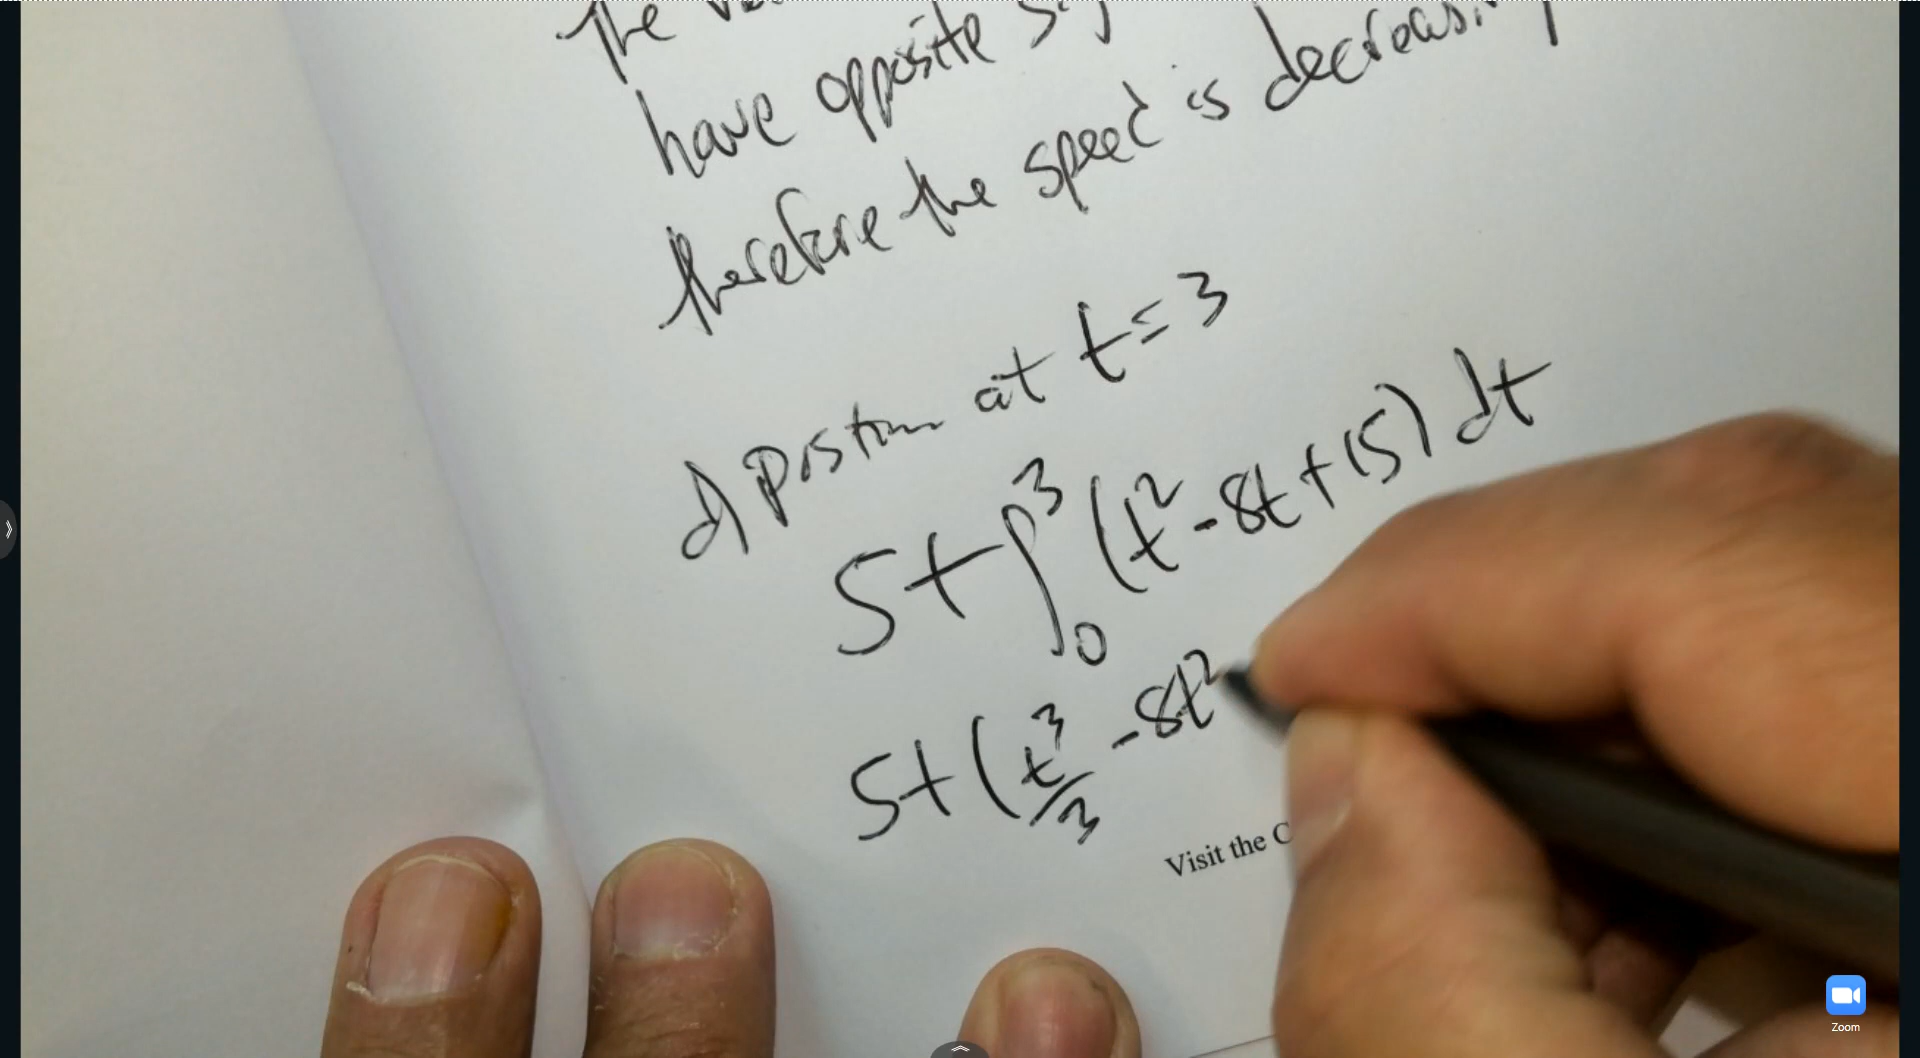 The
have opposite
therefore the speed is decreasing
d) Position at t = 3
5 + ∫₀³ (t² - 8t + 15) dt
5 + (t³/3 - 8t²
Visit the C
Zoom